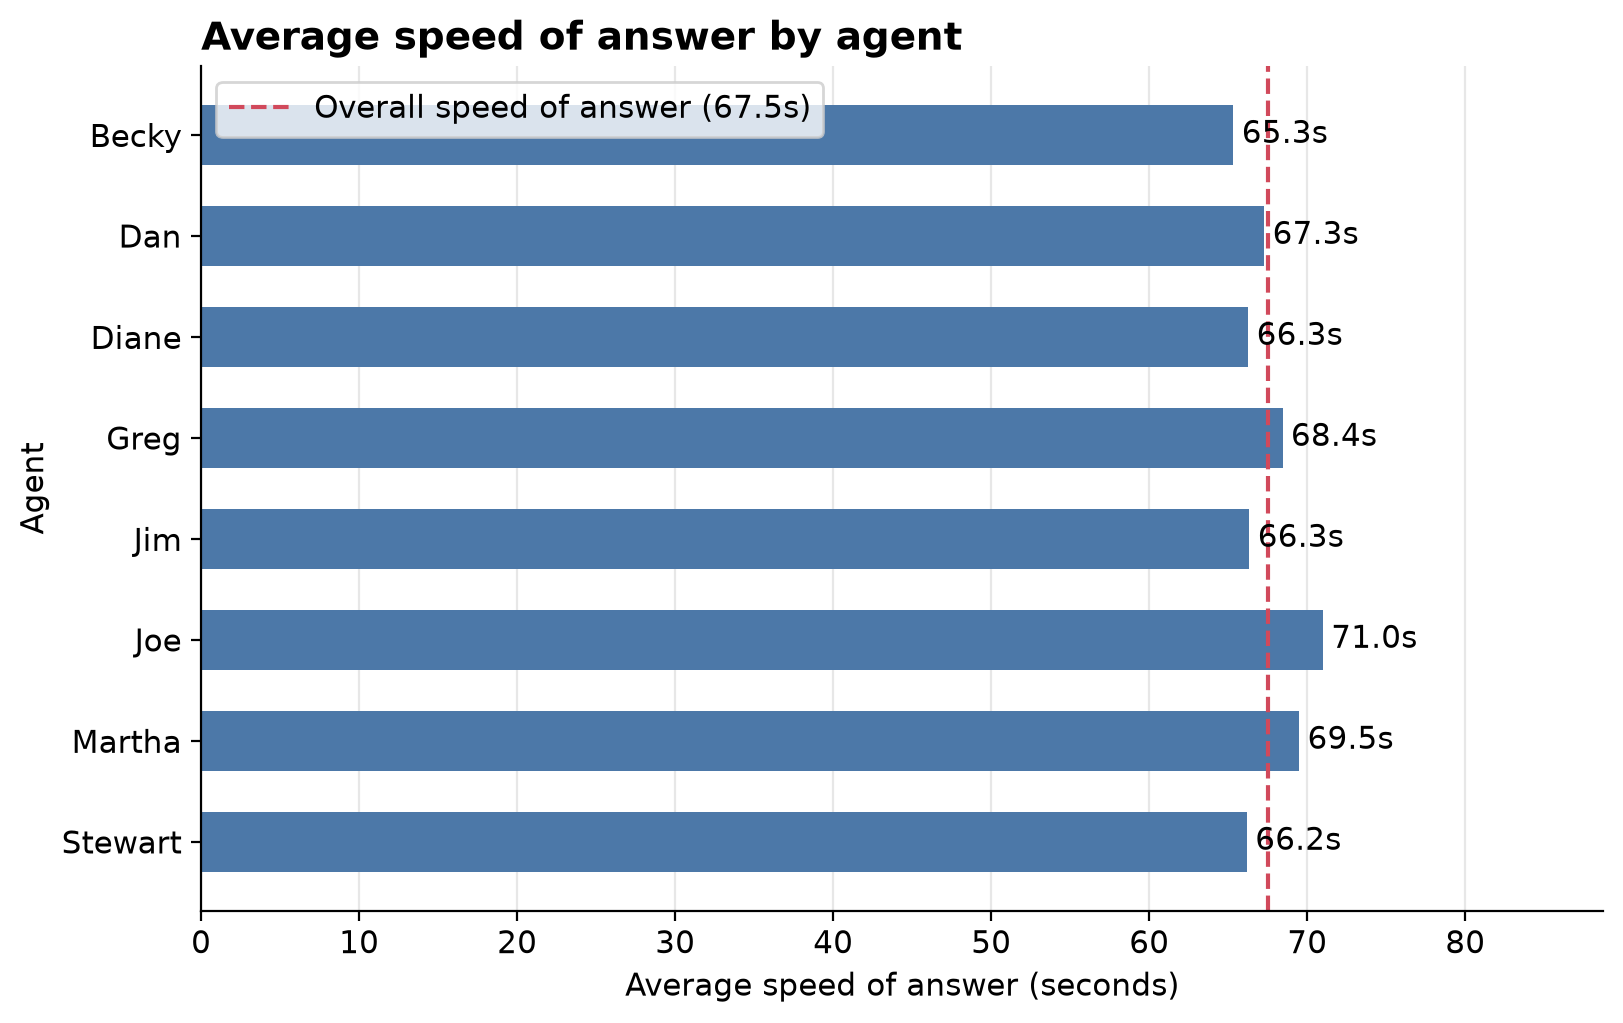 Average speed of answer by agent
Overall speed of answer (67.5s)
Becky 65.3s
Dan 67.3s
Diane 66.3s
Greg 68.4s
Jim 66.3s
Joe 71.0s
Martha 69.5s
Stewart 66.2s
Agent
0 10 20 30 40 50 60 70 80
Average speed of answer (seconds)